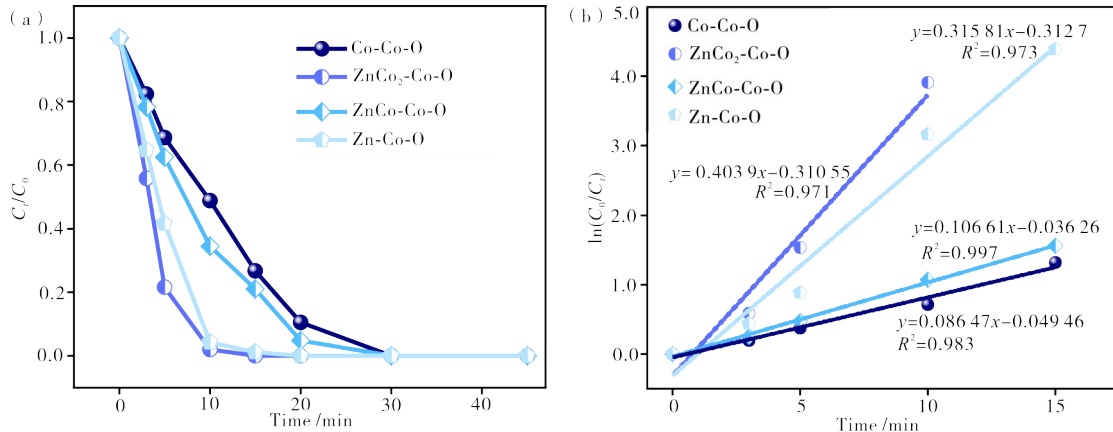 (a)
1.0
0.8
0.6
0.4
0.2
0.0
Cₜ/C₀
Co-Co-O
ZnCo₂-Co-O
ZnCo-Co-O
Zn-Co-O
0
10
20
30
40
Time /min
(b)
5.0
4.0
3.0
2.0
1.0
0.0
ln(C₀/Cₜ)
Co-Co-O
ZnCo₂-Co-O
ZnCo-Co-O
Zn-Co-O
y=0.315 81x-0.312 7
R²=0.973
y= 0.403 9x-0.310 55
R²=0.971
y=0.106 61x-0.036 26
R²=0.997
y=0.086 47x-0.049 46
R²=0.983
0
5
10
15
Time /min